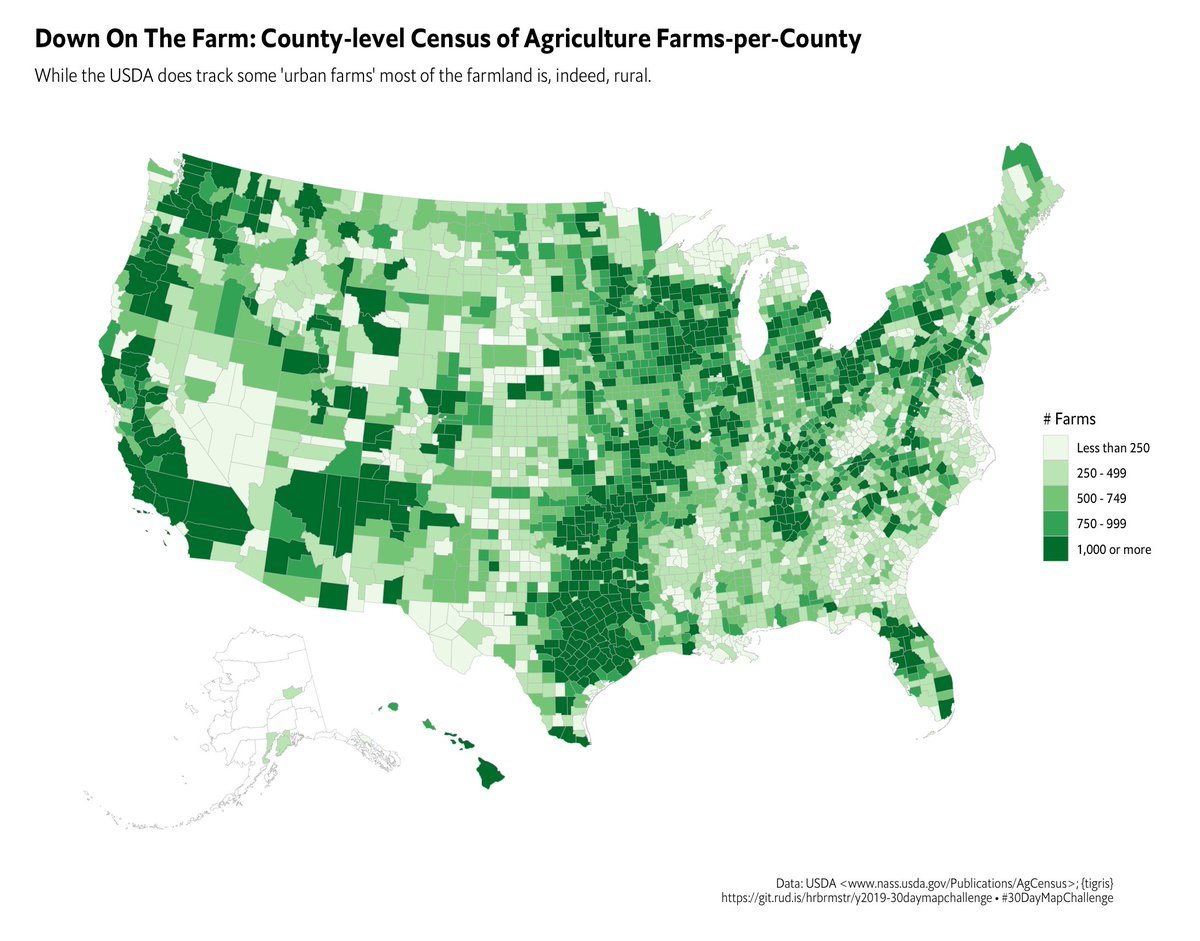 Down On The Farm: County-level Census of Agriculture Farms-per-County
While the USDA does track some 'urban farms' most of the farmland is, indeed, rural.
# Farms
Less than 250
250 - 499
500 - 749
750 - 999
1,000 or more
Data: USDA <www.nass.usda.gov/Publications/AgCensus>; {tigris}
https://git.rud.is/hrbrmstr/y2019-30daymapchallenge • #30DayMapChallenge